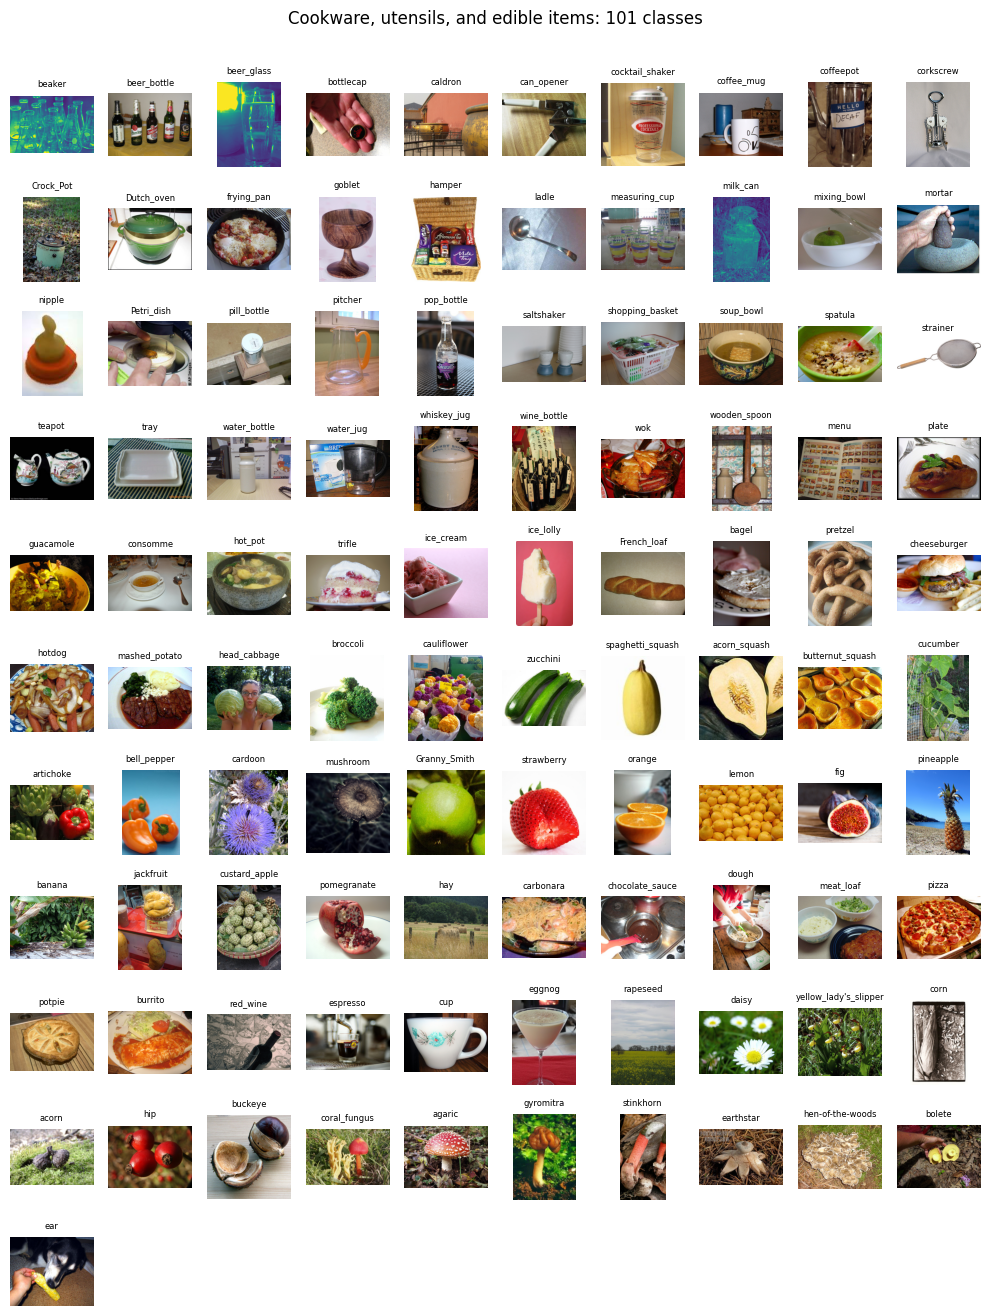 Cookware, utensils, and edible items: 101 classes
beaker beer_bottle beer_glass bottlecap caldron can_opener cocktail_shaker coffee_mug coffeepot corkscrew
HELLO
DECAF
Crock_Pot Dutch_oven frying_pan goblet hamper ladle measuring_cup milk_can mixing_bowl mortar
nipple Petri_dish pill_bottle pitcher pop_bottle saltshaker shopping_basket soup_bowl spatula strainer
teapot tray water_bottle water_jug whiskey_jug wine_bottle wok wooden_spoon menu plate
guacamole consomme hot_pot trifle ice_cream ice_lolly French_loaf bagel pretzel cheeseburger
hotdog mashed_potato head_cabbage broccoli cauliflower zucchini spaghetti_squash acorn_squash butternut_squash cucumber
artichoke bell_pepper cardoon mushroom Granny_Smith strawberry orange lemon fig pineapple
banana jackfruit custard_apple pomegranate hay carbonara chocolate_sauce dough meat_loaf pizza
potpie burrito red_wine espresso cup eggnog rapeseed daisy yellow_lady's_slipper corn
acorn hip buckeye coral_fungus agaric gyromitra stinkhorn earthstar hen-of-the-woods bolete
ear